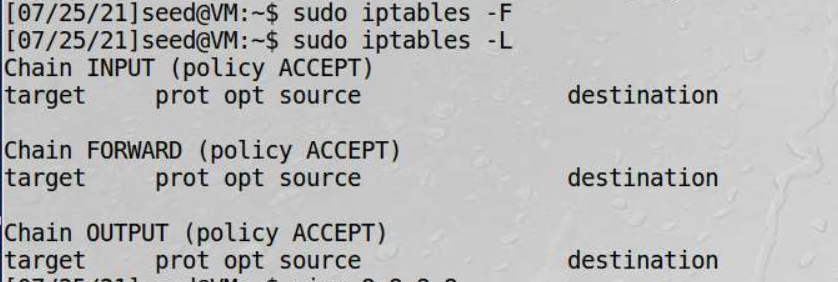 [07/25/21]seed@VM:~$ sudo iptables -F
[07/25/21]seed@VM:~$ sudo iptables -L
Chain INPUT (policy ACCEPT)
target     prot opt source               destination

Chain FORWARD (policy ACCEPT)
target     prot opt source               destination

Chain OUTPUT (policy ACCEPT)
target     prot opt source               destination